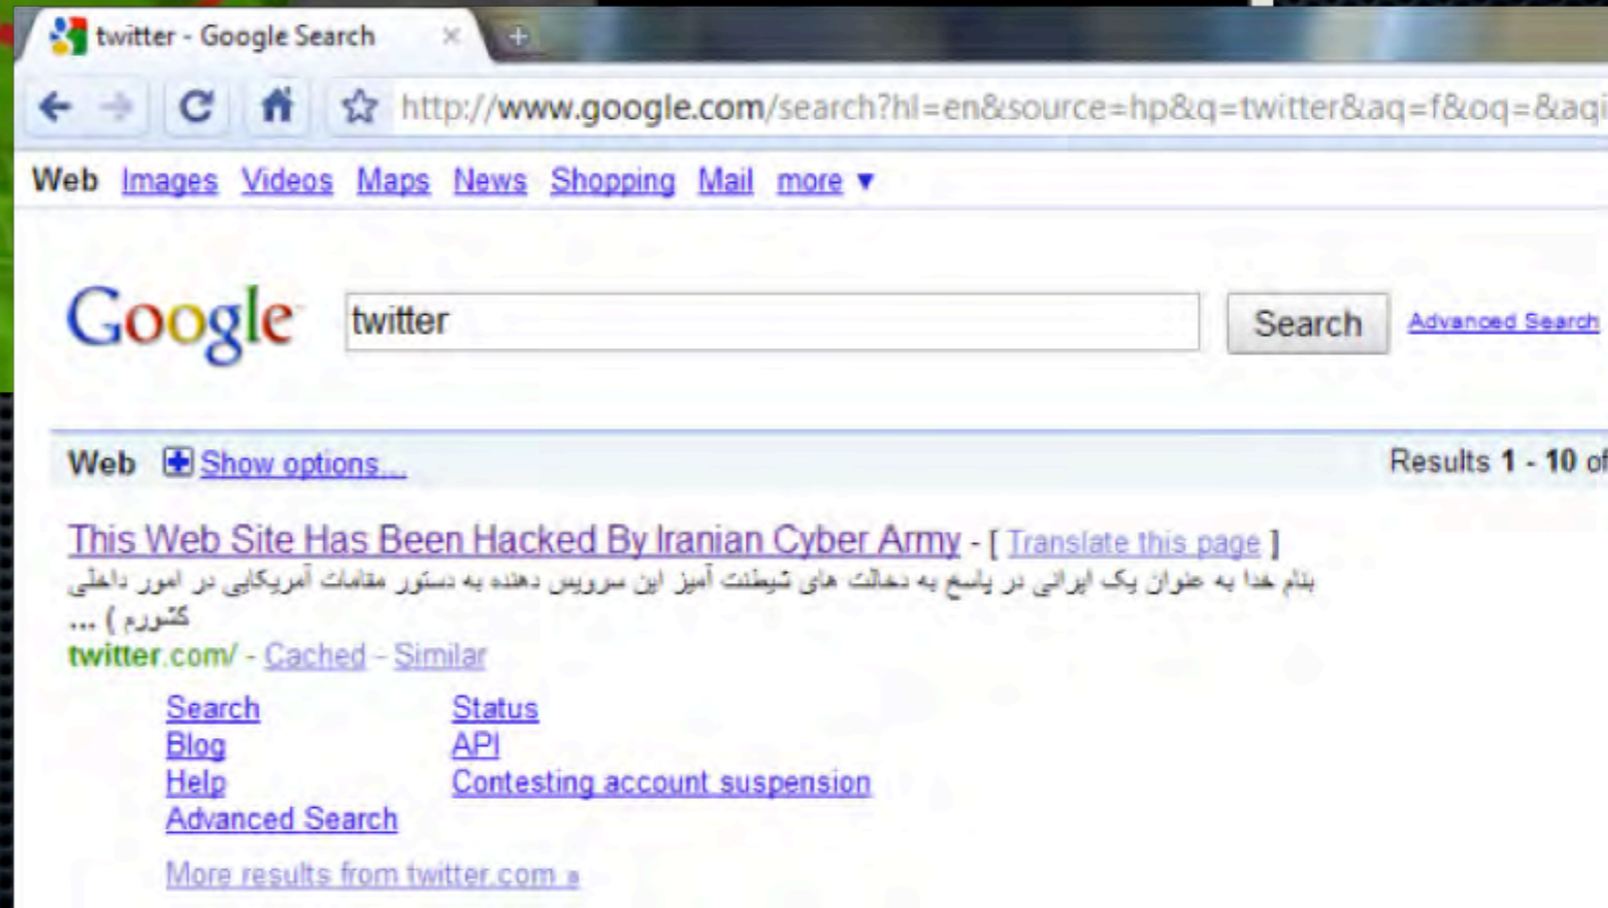 twitter - Google Search
http://www.google.com/search?hl=en&source=hp&q=twitter&aq=f&oq=&aqi
Web Images Videos Maps News Shopping Mail more ▼
Google twitter Search Advanced Search
Web Show options... Results 1 - 10 of
This Web Site Has Been Hacked By Iranian Cyber Army - [ Translate this page ]
بنام خدا به عنوان یک ایرانی در پاسخ به دخالت های شیطنت آمیز این سرویس دهنده به دستور مقامات آمریکایی در امور داخلی
کشورم ) ...
twitter.com/ - Cached - Similar
Search Status
Blog API
Help Contesting account suspension
Advanced Search
More results from twitter.com »